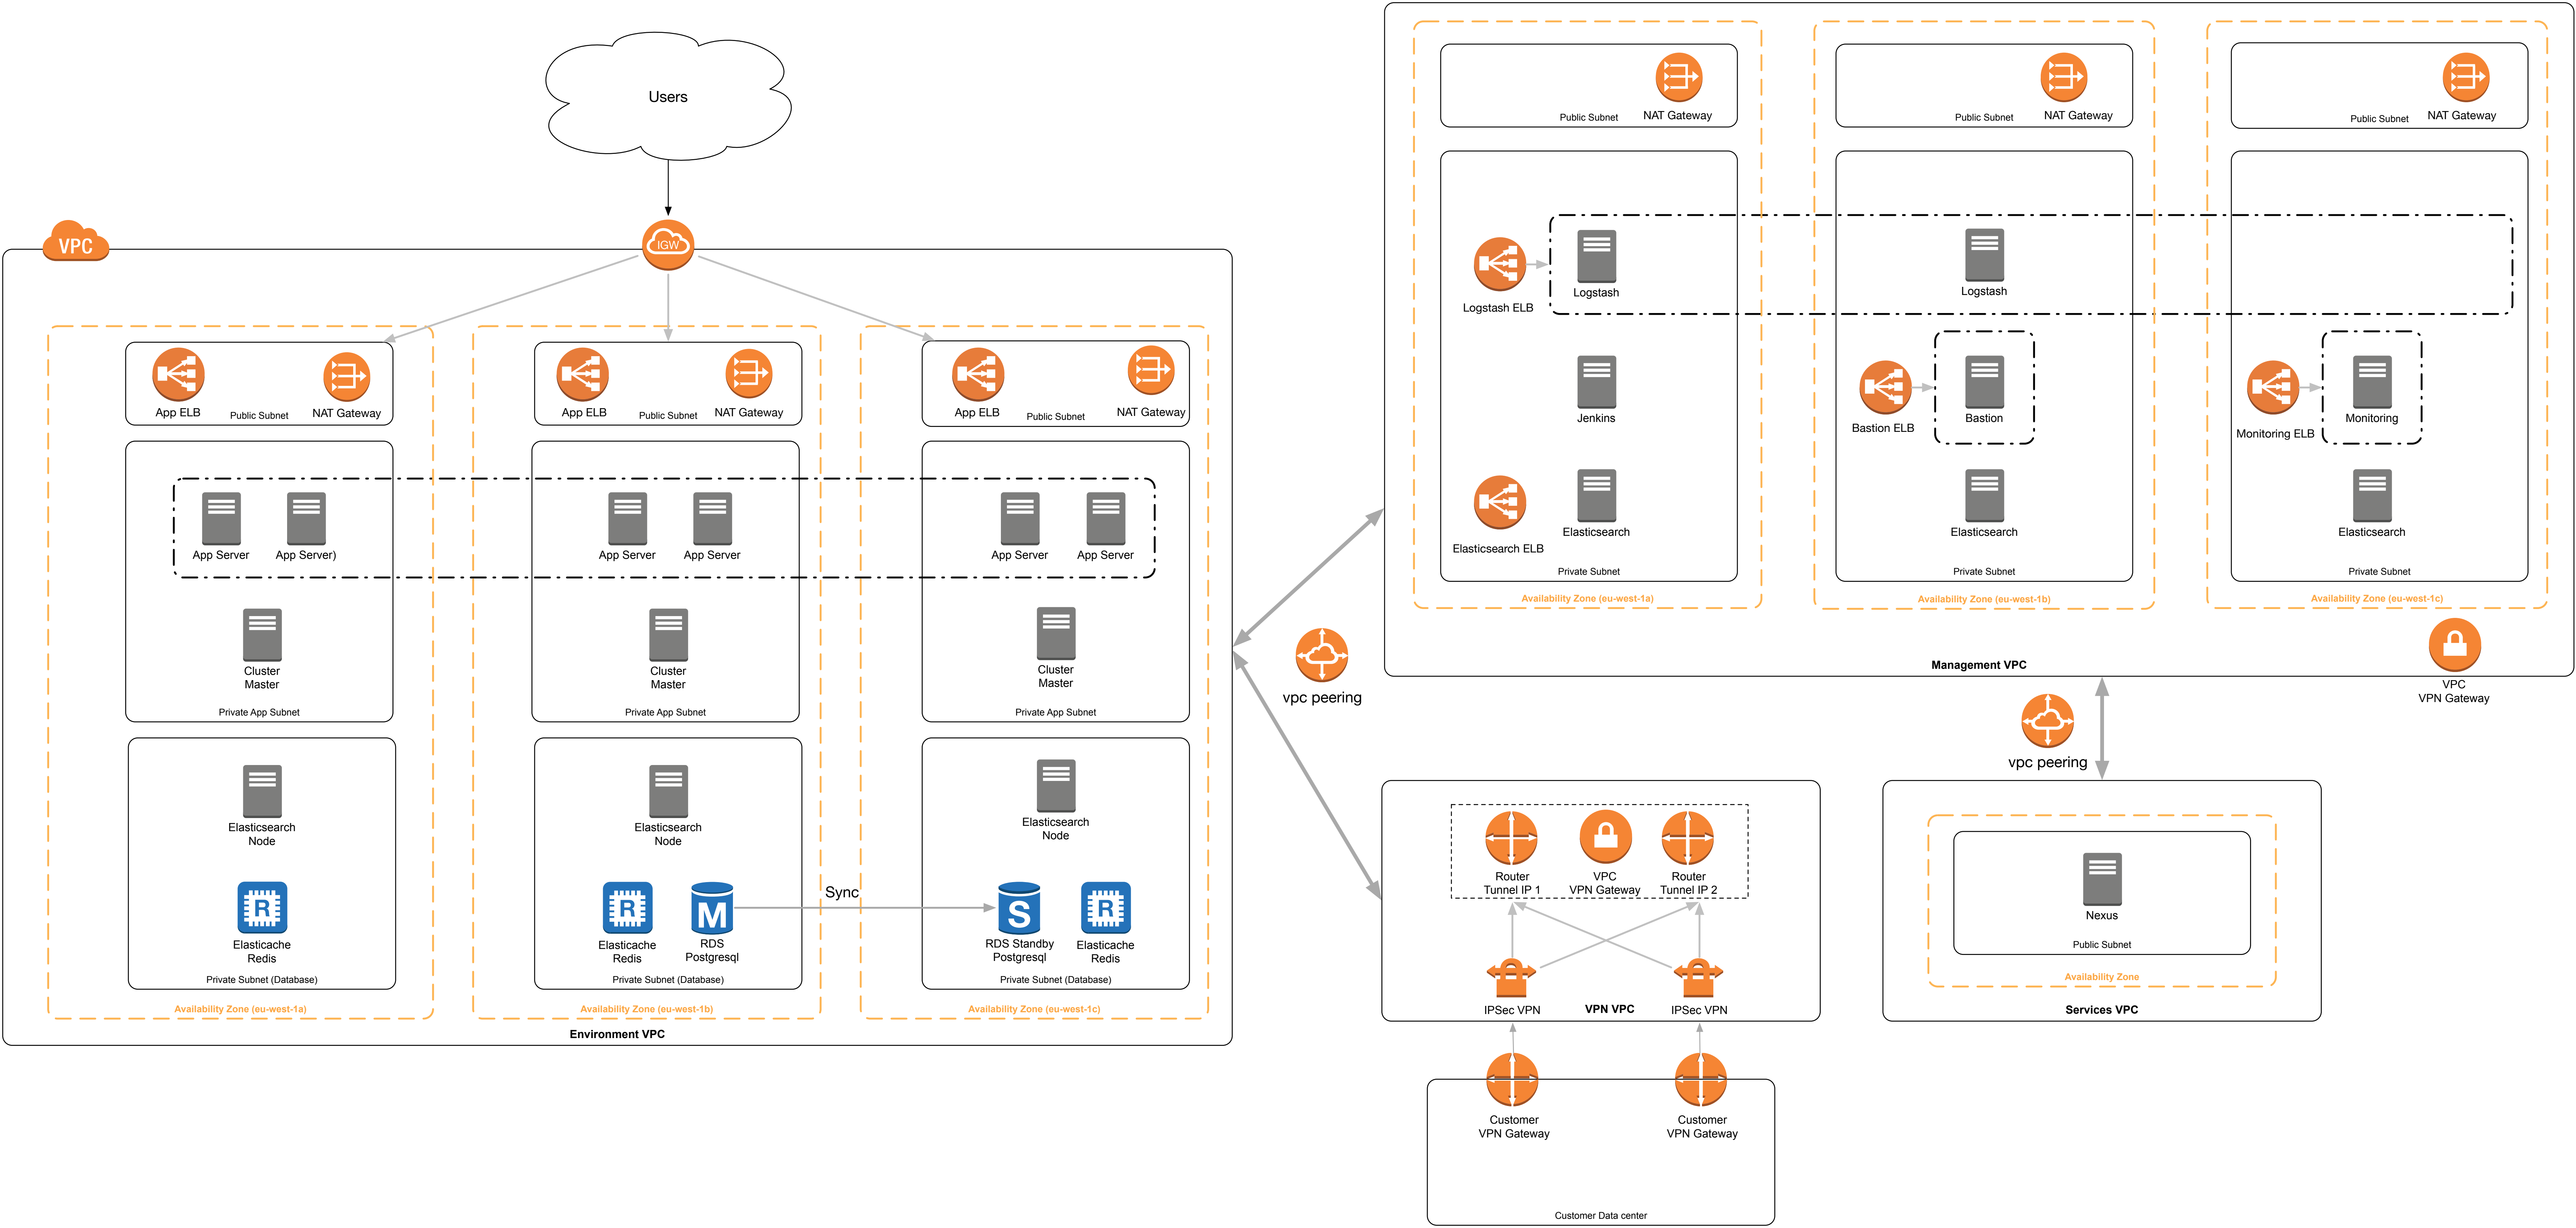 Users
VPC
IGW
App ELB
Public Subnet
NAT Gateway
App ELB
Public Subnet
NAT Gateway
App ELB
Public Subnet
NAT Gateway
App Server
App Server)
App Server
App Server
App Server
App Server
Cluster
Master
Cluster
Master
Cluster
Master
Private App Subnet
Private App Subnet
Private App Subnet
Elasticsearch
Node
Elasticsearch
Node
Elasticsearch
Node
R
R
M
Sync
S
R
Elasticache
Redis
Elasticache
Redis
RDS
Postgresql
RDS Standby
Postgresql
Elasticache
Redis
Private Subnet (Database)
Private Subnet (Database)
Private Subnet (Database)
Availability Zone (eu-west-1a)
Availability Zone (eu-west-1b)
Availability Zone (eu-west-1c)
Environment VPC
vpc peering
Public Subnet
NAT Gateway
Public Subnet
NAT Gateway
Public Subnet
NAT Gateway
Logstash ELB
Logstash
Logstash
Jenkins
Bastion ELB
Bastion
Monitoring ELB
Monitoring
Elasticsearch ELB
Elasticsearch
Elasticsearch
Elasticsearch
Private Subnet
Private Subnet
Private Subnet
Availability Zone (eu-west-1a)
Availability Zone (eu-west-1b)
Availability Zone (eu-west-1c)
Management VPC
VPC
VPN Gateway
vpc peering
Router
Tunnel IP 1
VPC
VPN Gateway
Router
Tunnel IP 2
IPSec VPN
VPN VPC
IPSec VPN
Nexus
Public Subnet
Availability Zone
Services VPC
Customer
VPN Gateway
Customer
VPN Gateway
Customer Data center